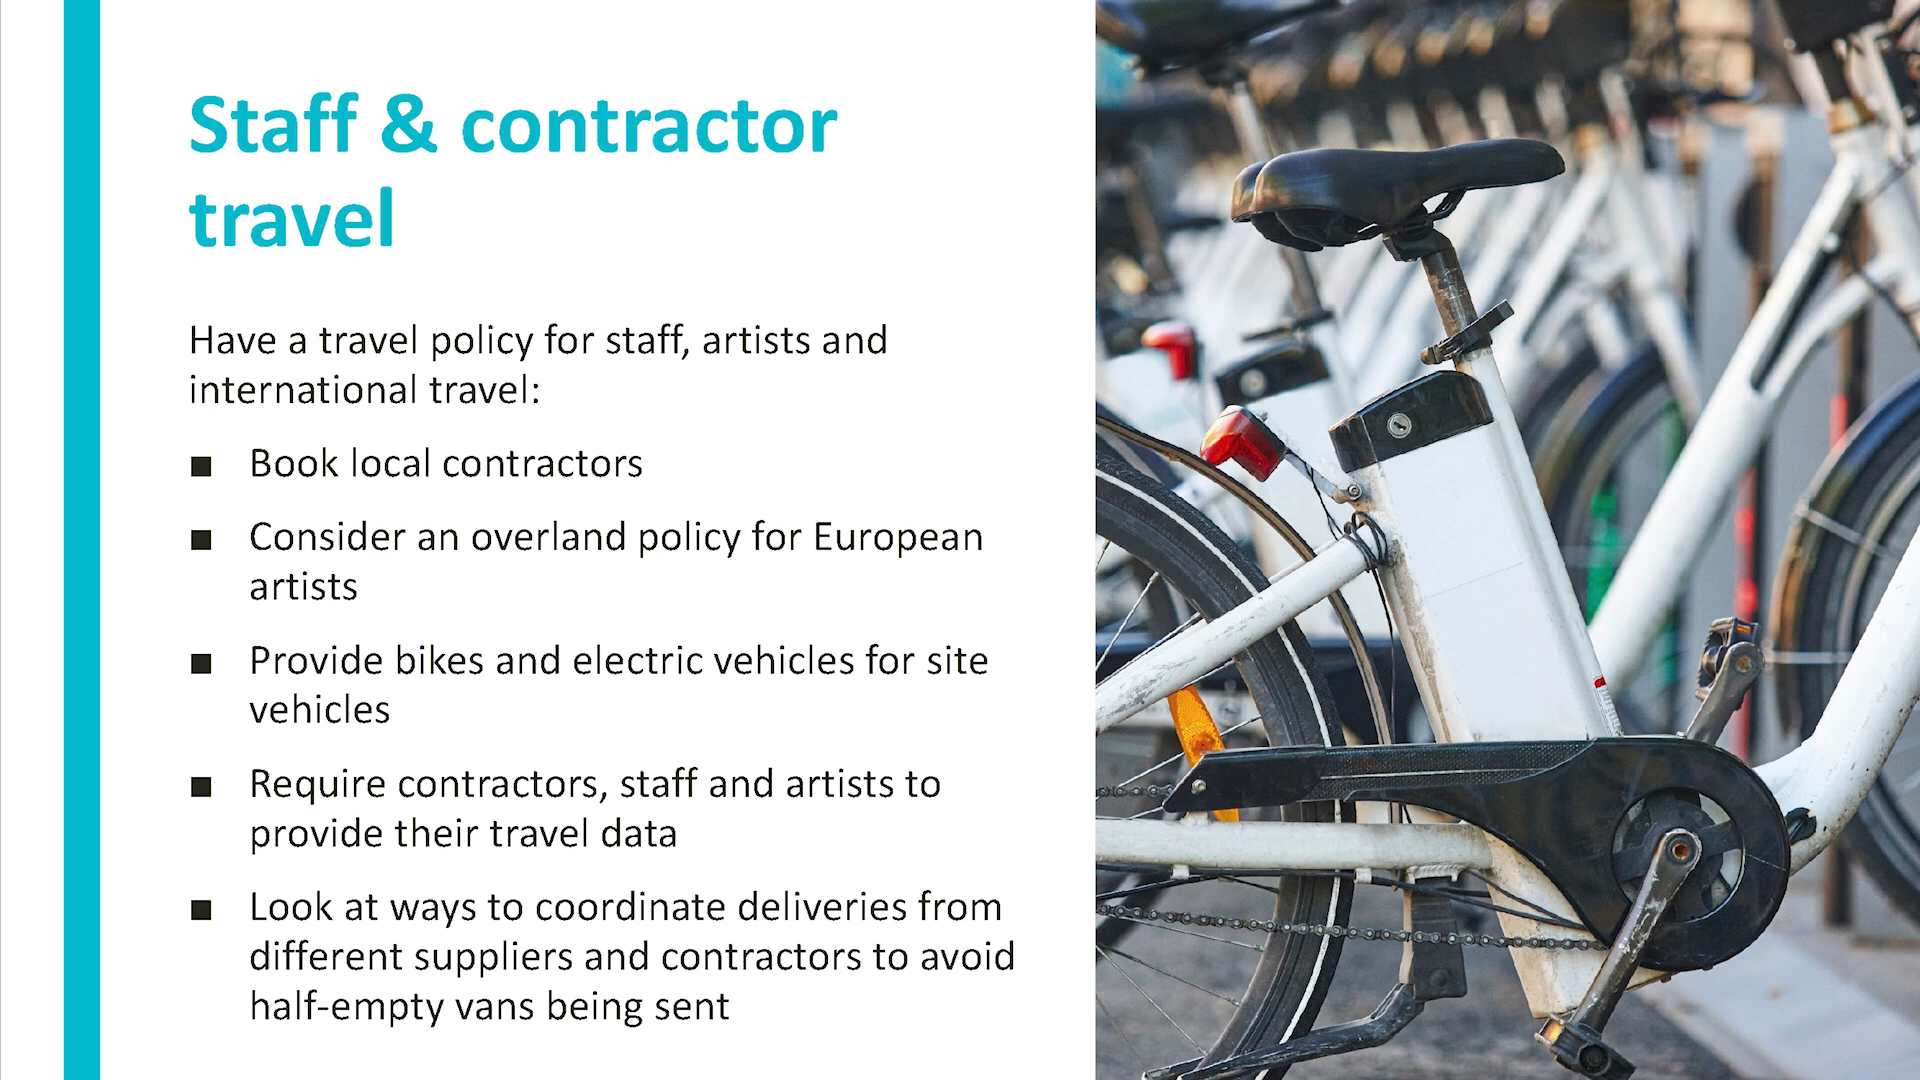 Staff & contractor
travel
Have a travel policy for staff, artists and
international travel:
■ Book local contractors
■ Consider an overland policy for European
artists
■ Provide bikes and electric vehicles for site
vehicles
■ Require contractors, staff and artists to
provide their travel data
■ Look at ways to coordinate deliveries from
different suppliers and contractors to avoid
half-empty vans being sent